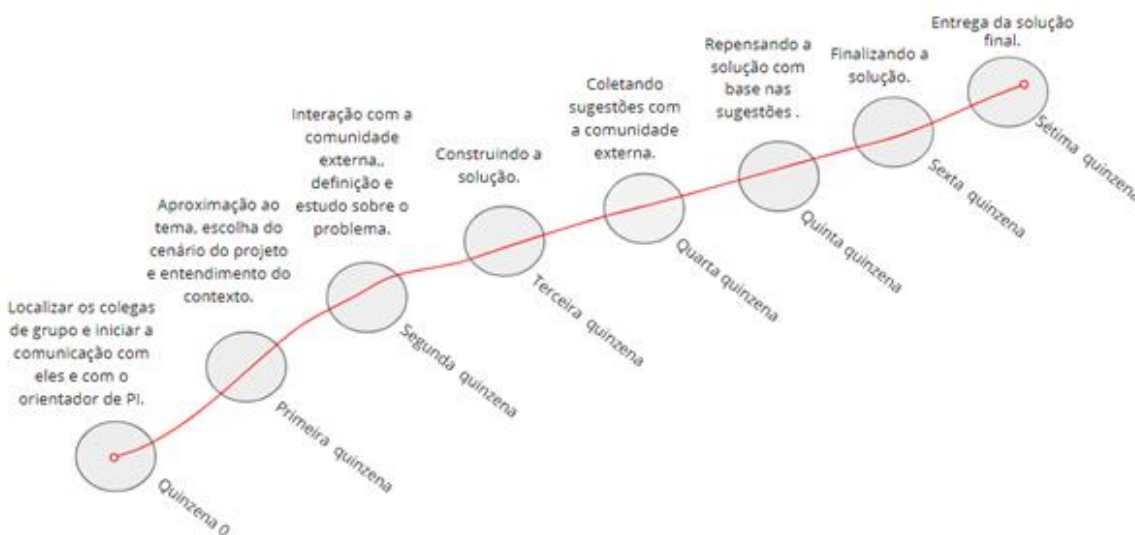 Localizar os colegas
de grupo e iniciar a
comunicação com
eles e com o
orientador de PI.
Quinzena 0
Aproximação ao
tema, escolha do
cenário do projeto
e entendimento do
contexto.
Primeira quinzena
Interação com a
comunidade
externa,,
definição e
estudo sobre o
problema.
Segunda quinzena
Construindo a
solução.
Terceira quinzena
Coletando
sugestões com
a comunidade
externa.
Quarta quinzena
Repensando a
solução com
base nas
sugestões .
Quinta quinzena
Finalizando a
solução.
Sexta quinzena
Entrega da solução
final.
Sétima quinzena